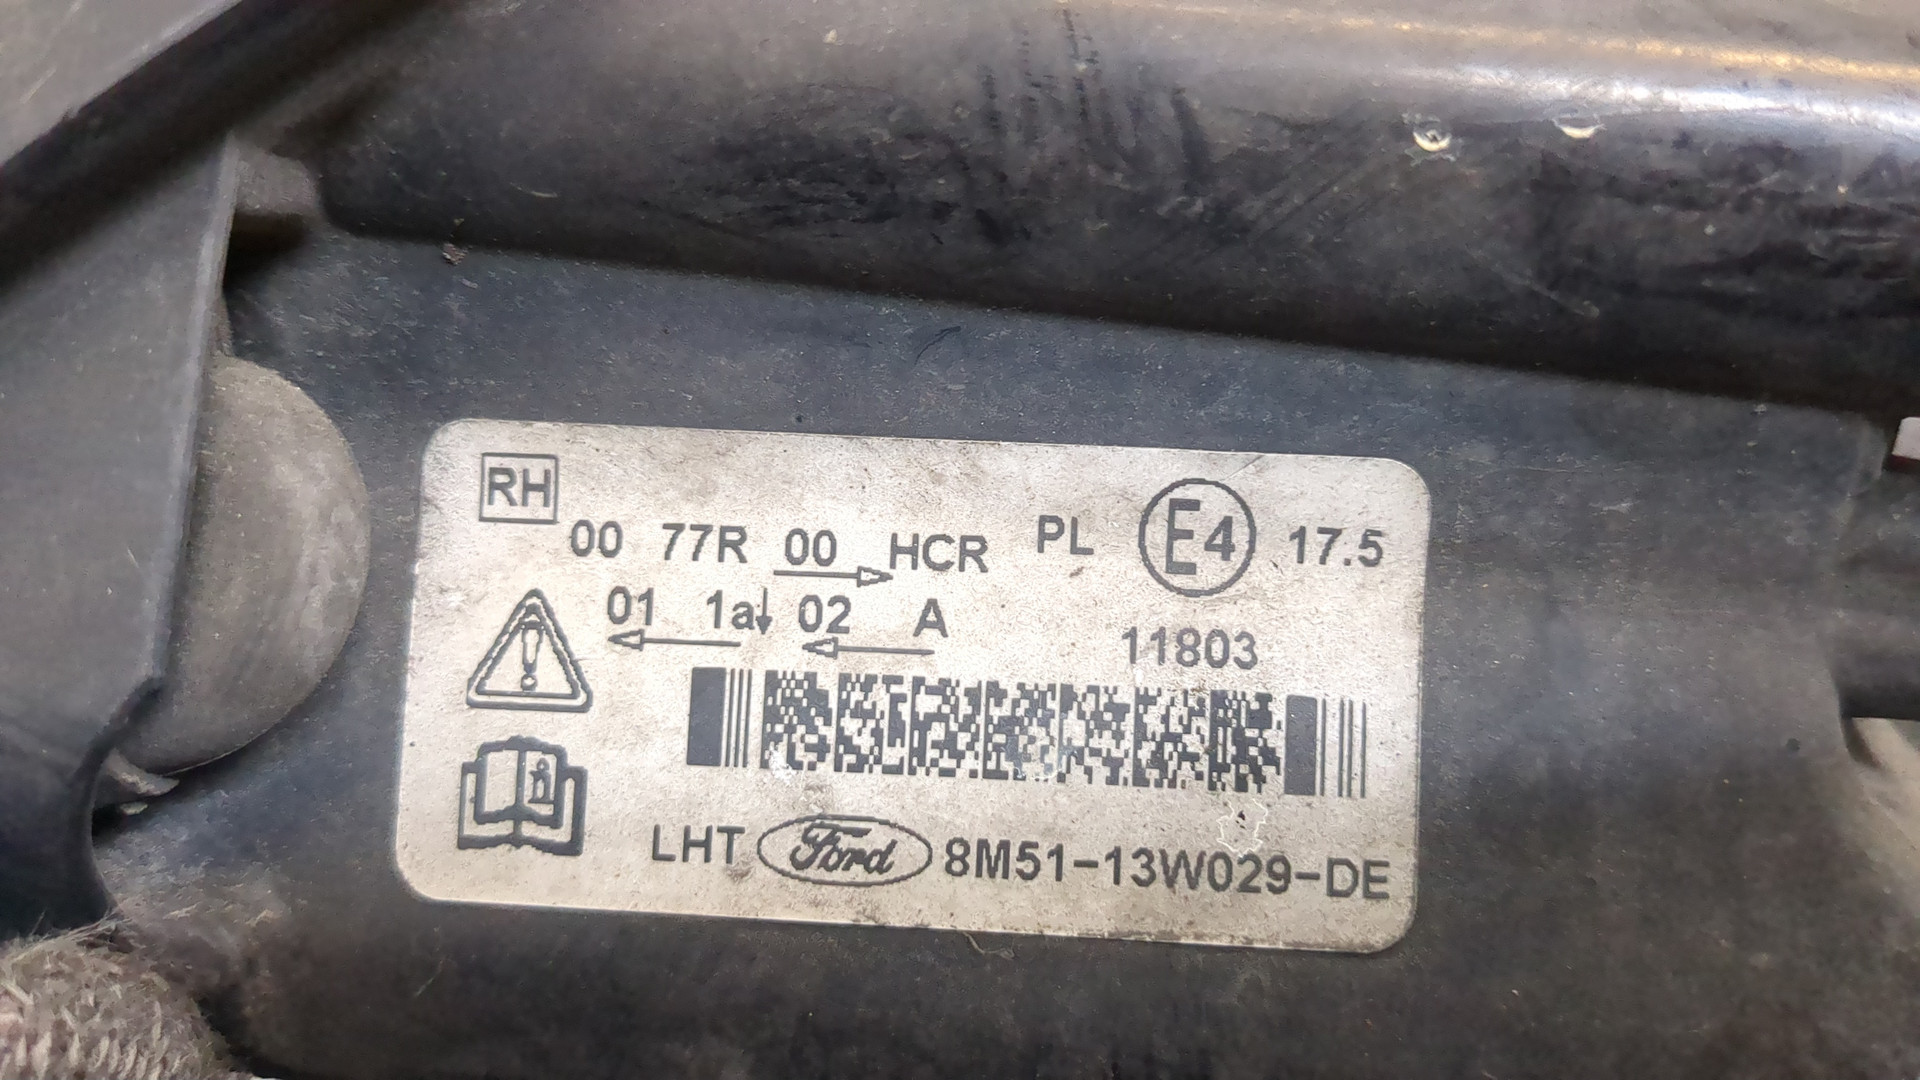 RH
00 77R 00 HCR PL E4 17.5
01 1a 02 A 11803
LHT Ford 8M51-13W029-DE